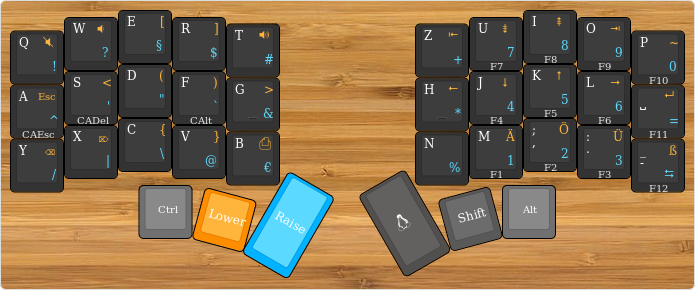 Q !
W ?
E [ §
R ] $
T #
Z ⇤ +
U ⇟ F7 7
I ⇞ F8 8
O ⇥ F9 9
P ~ F10 0
A Esc CAEsc ^
S < CADel '
D ( "
F ) CAlt `
G > _ &
H ← _ *
J ↓ F4 4
K ↑ F5 5
L → F6 6
↵ ␣ F11 =
Y ⌫ /
X ⌦ |
C { \
V } @
B €
N %
M Ä F1 1
; Ö , F2 2
: Ü . F3 3
ß - F12
Ctrl
Lower
Raise
Shift
Alt